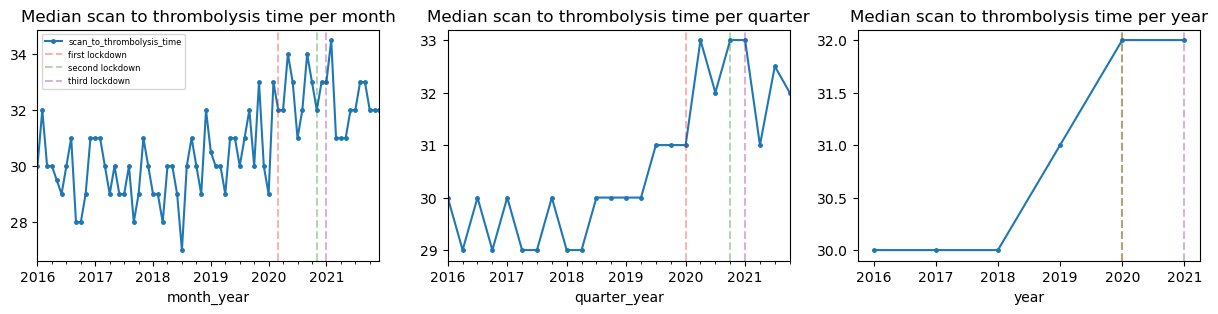 Median scan to thrombolysis time per month
34
32
30
28
scan_to_thrombolysis_time
first lockdown
second lockdown
third lockdown
2016 2017 2018 2019 2020 2021
month_year
Median scan to thrombolysis time per quarter
33
32
31
30
29
2016 2017 2018 2019 2020 2021
quarter_year
Median scan to thrombolysis time per year
32.0
31.5
31.0
30.5
30.0
2016 2017 2018 2019 2020 2021
year